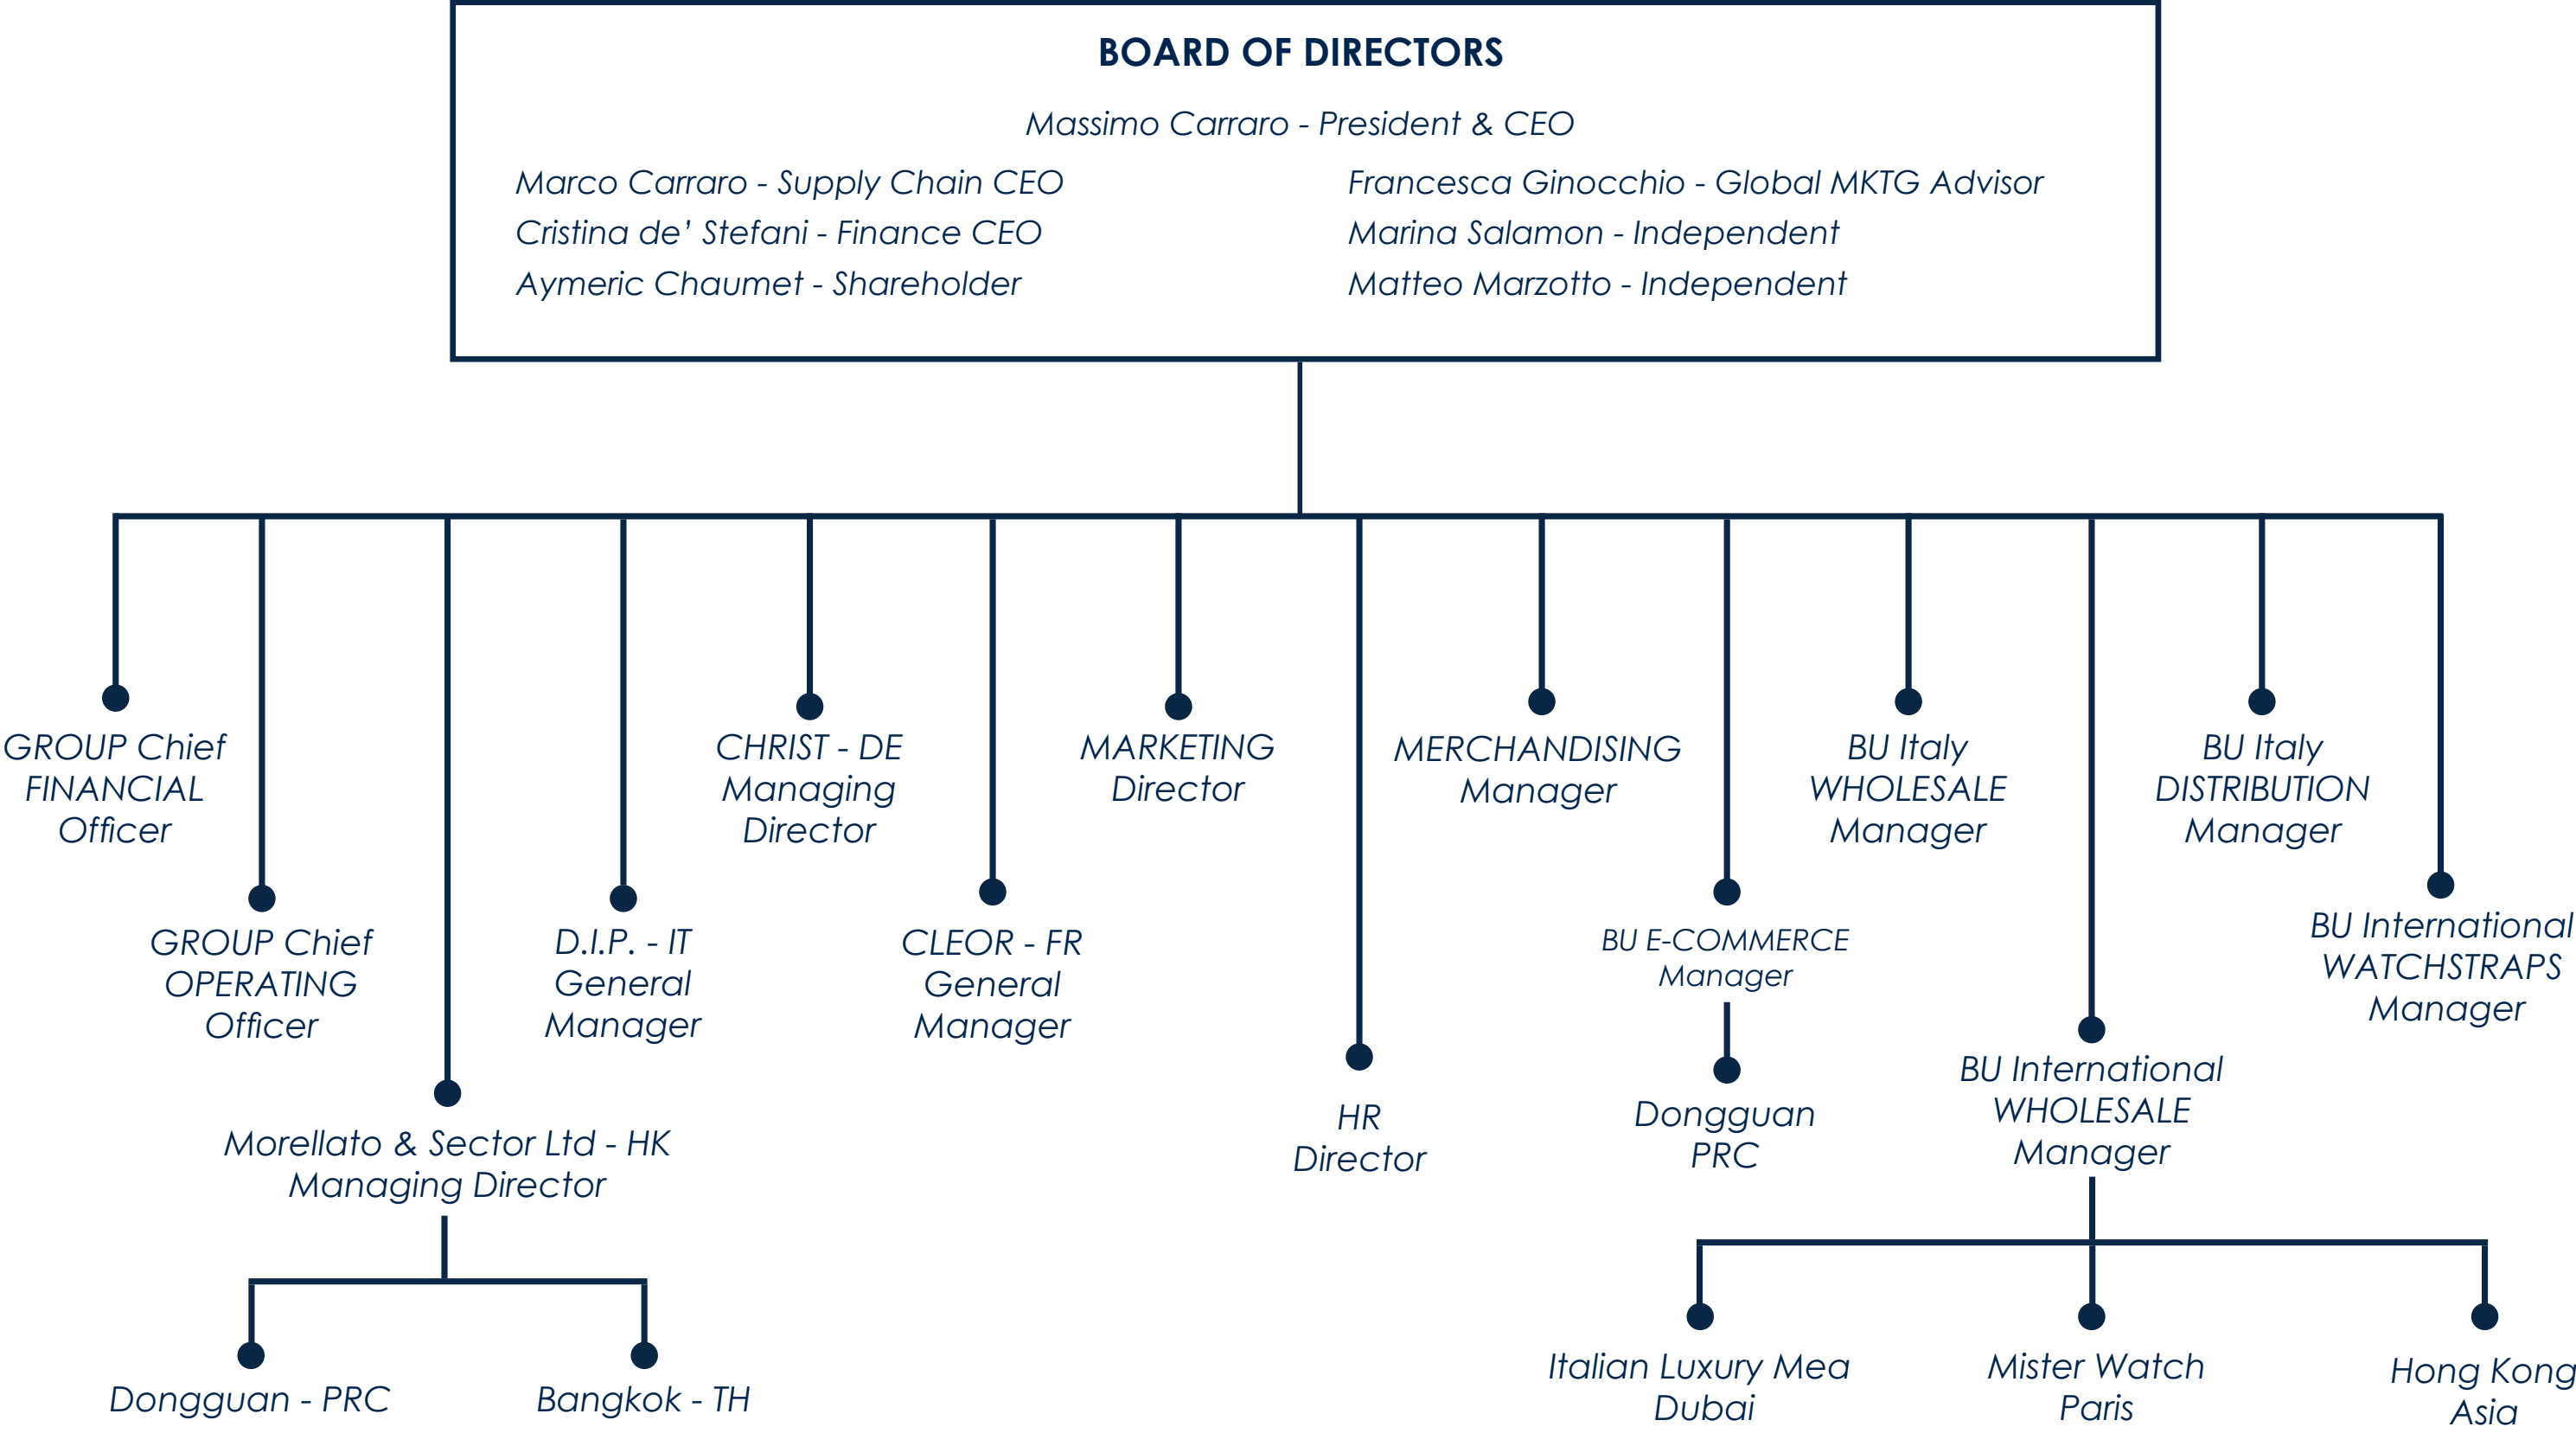 BOARD OF DIRECTORS
Massimo Carraro - President & CEO
Marco Carraro - Supply Chain CEO
Cristina de’ Stefani - Finance CEO
Aymeric Chaumet - Shareholder
Francesca Ginocchio - Global MKTG Advisor
Marina Salamon - Independent
Matteo Marzotto - Independent
GROUP Chief
FINANCIAL
Officer
GROUP Chief
OPERATING
Officer
Morellato & Sector Ltd - HK
Managing Director
Dongguan - PRC
Bangkok - TH
D.I.P. - IT
General
Manager
CHRIST - DE
Managing
Director
CLEOR - FR
General
Manager
MARKETING
Director
HR
Director
MERCHANDISING
Manager
BU E-COMMERCE
Manager
Dongguan
PRC
BU Italy
WHOLESALE
Manager
BU International
WHOLESALE
Manager
Italian Luxury Mea
Dubai
Mister Watch
Paris
Hong Kong
Asia
BU Italy
DISTRIBUTION
Manager
BU International
WATCHSTRAPS
Manager